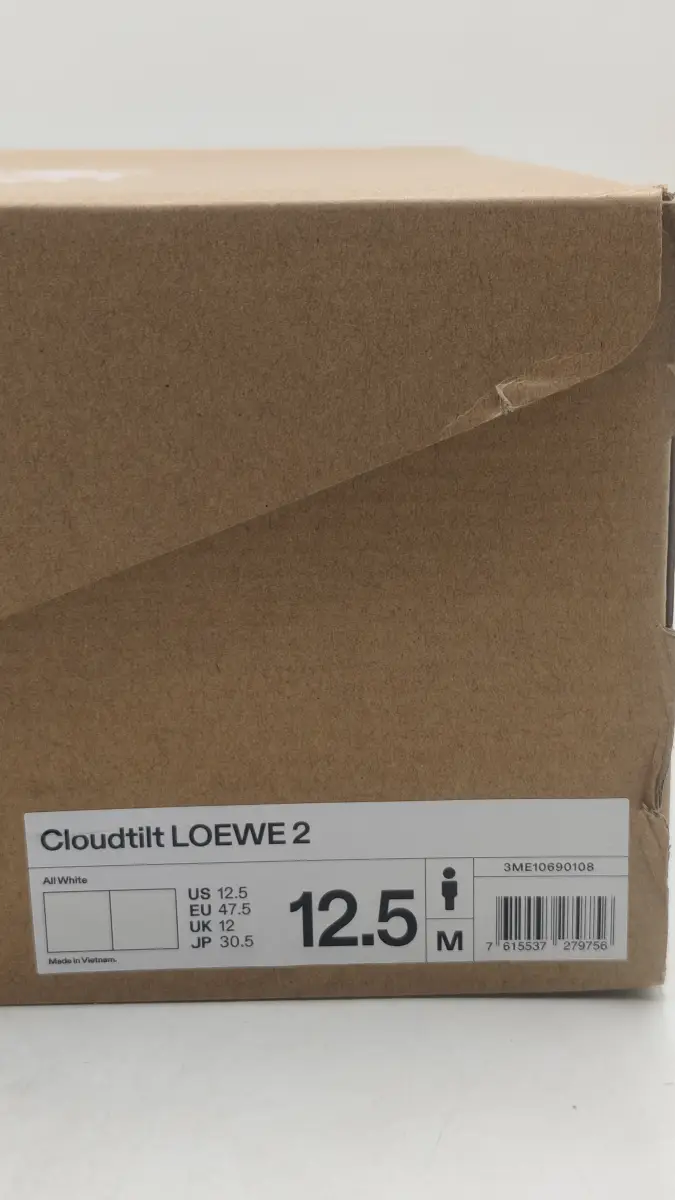 Cloudtilt LOEWE 2
All White
US 12.5
EU 47.5
UK 12
JP 30.5
Made in Vietnam.
12.5
M
3ME10690108
7 615537 279756